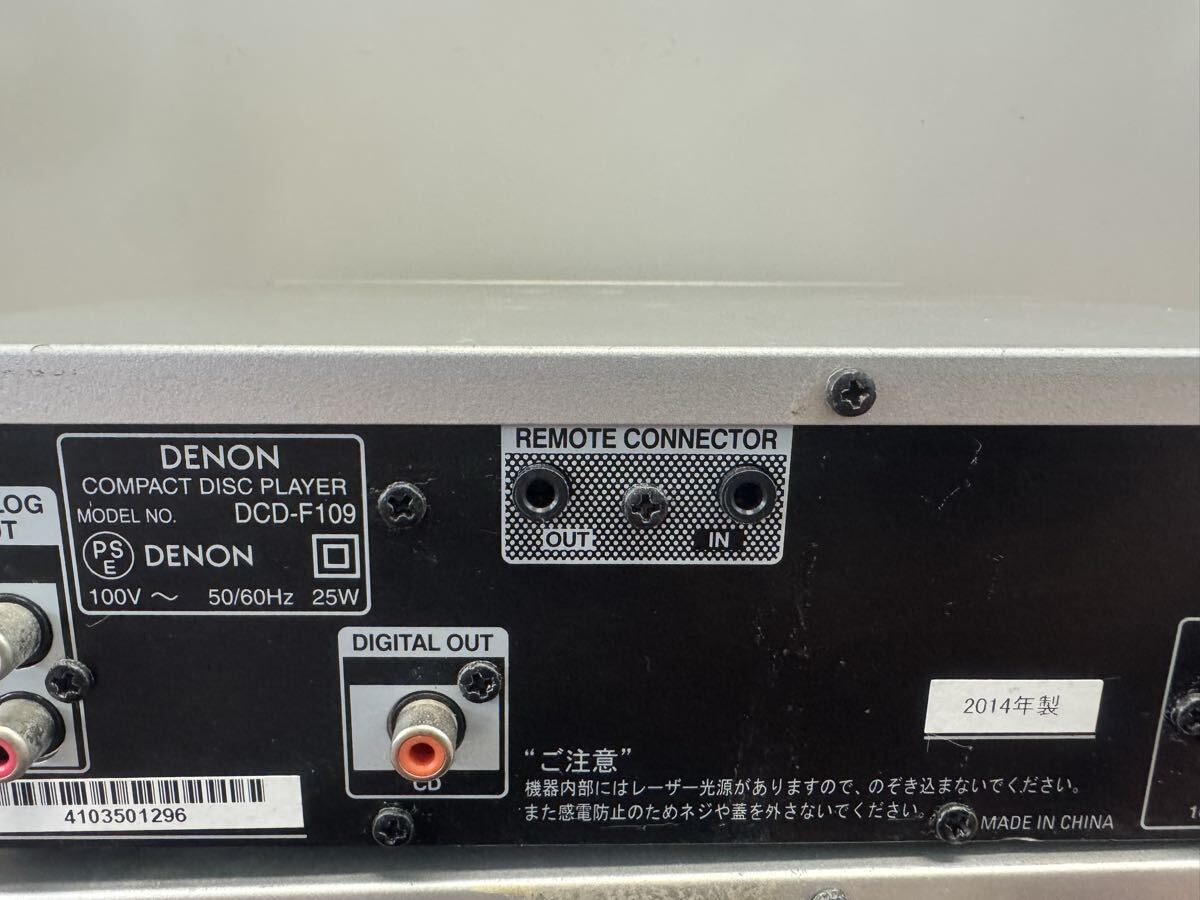 DENON
COMPACT DISC PLAYER
MODEL NO. DCD-F109
PS
E
DENON
100V ～ 50/60Hz 25W
REMOTE CONNECTOR
OUT
IN
DIGITAL OUT
CD
2014年製
“ご注意”
機器内部にはレーザー光源がありますので、のぞき込まないでください。
また感電防止のためネジや蓋を外さないでください。
MADE IN CHINA
4103501296